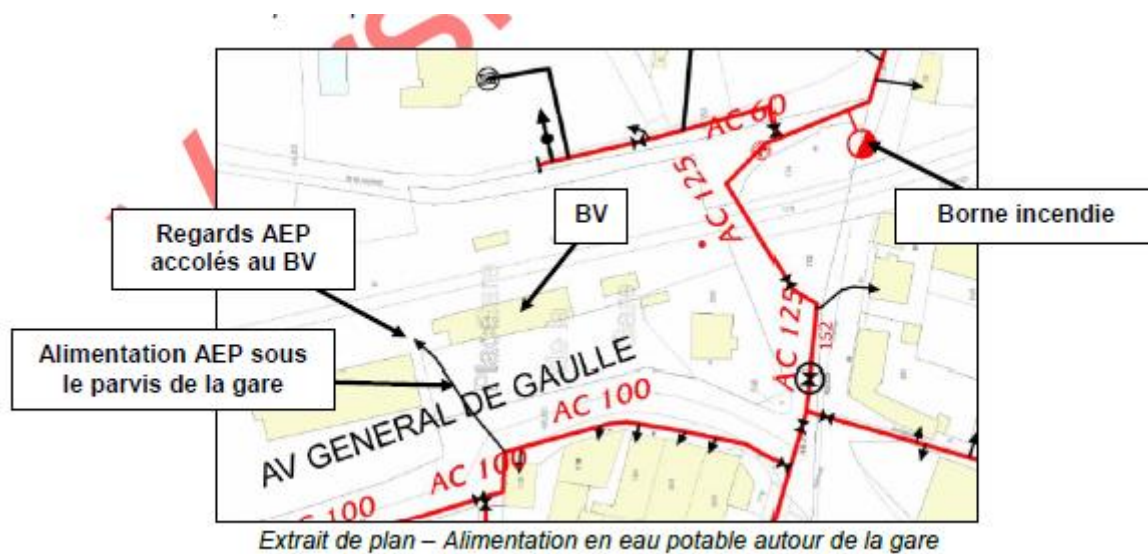 AC 60
AC 125
BV
Borne incendie
Regards AEP
accolés au BV
AC 125
152
Alimentation AEP sous
le parvis de la gare
AV GENERAL DE GAULLE
AC 100
AC 100
100
Extrait de plan – Alimentation en eau potable autour de la gare